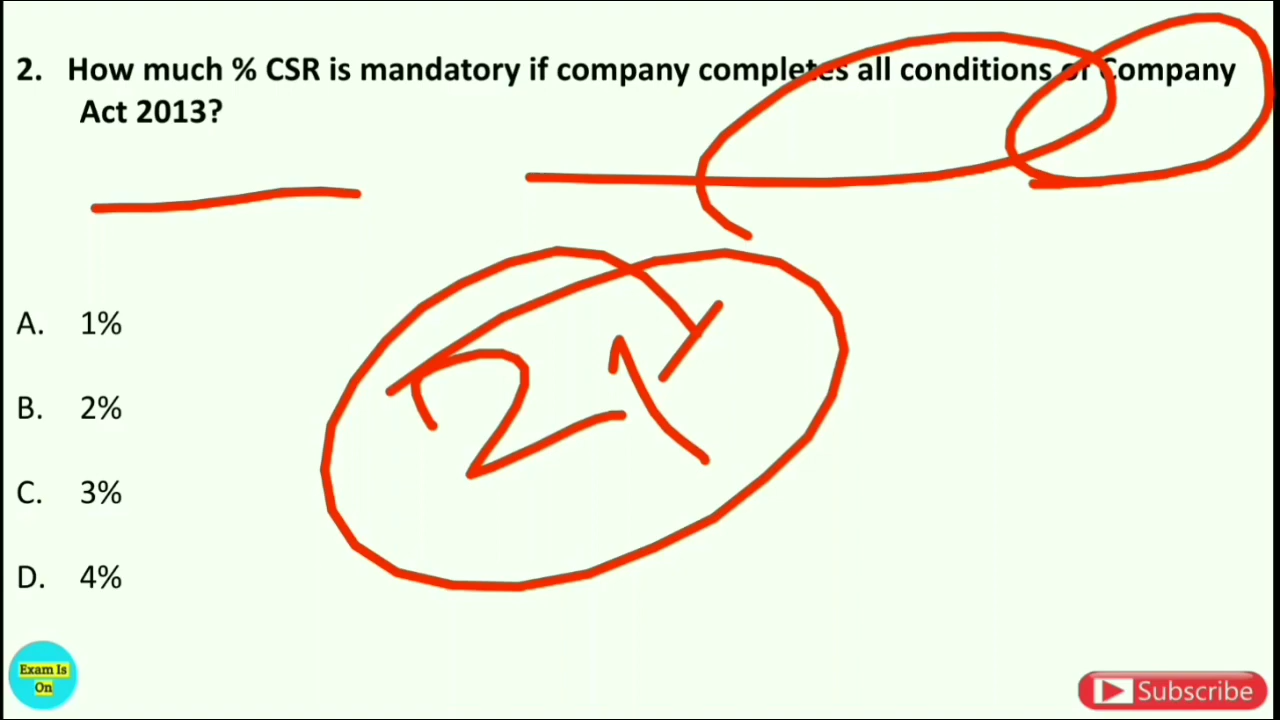 2. How much % CSR is mandatory if company completes all conditions of Company
Act 2013?
2%
A. 1%
B. 2%
C. 3%
D. 4%
Exam Is
On
Subscribe